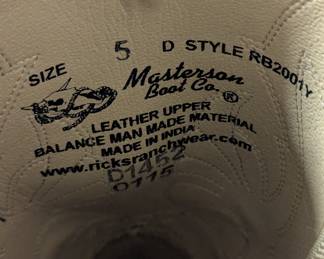 SIZE 5 D STYLE RB2001Y
Masterson
Boot Co.®
LEATHER UPPER
BALANCE MAN MADE MATERIAL
MADE IN INDIA
www.ricksranchwear.com
D1452
0115